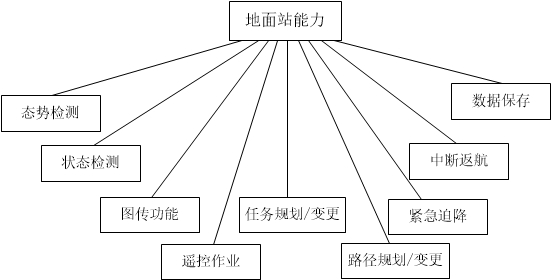 地面站能力
态势检测
状态检测
图传功能
遥控作业
任务规划/变更
路径规划/变更
紧急迫降
中断返航
数据保存